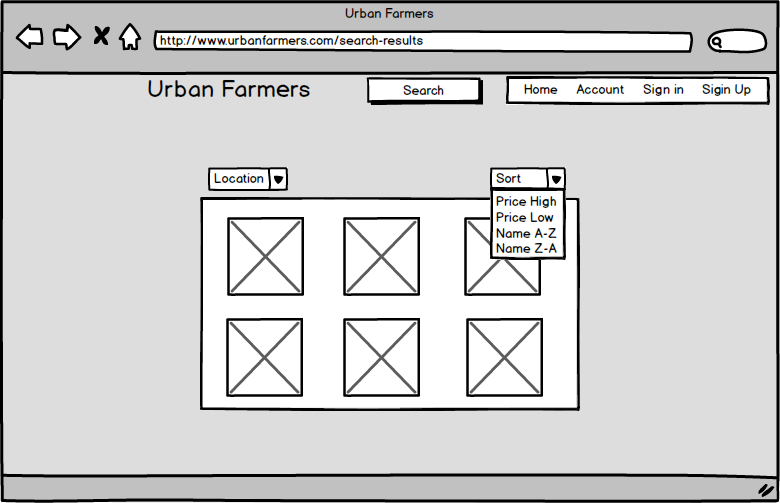 Urban Farmers
http://www.urbanfarmers.com/search-results
Urban Farmers
Search
Home Account Sign in Sigin Up
Location
Sort
Price High
Price Low
Name A-Z
Name Z-A